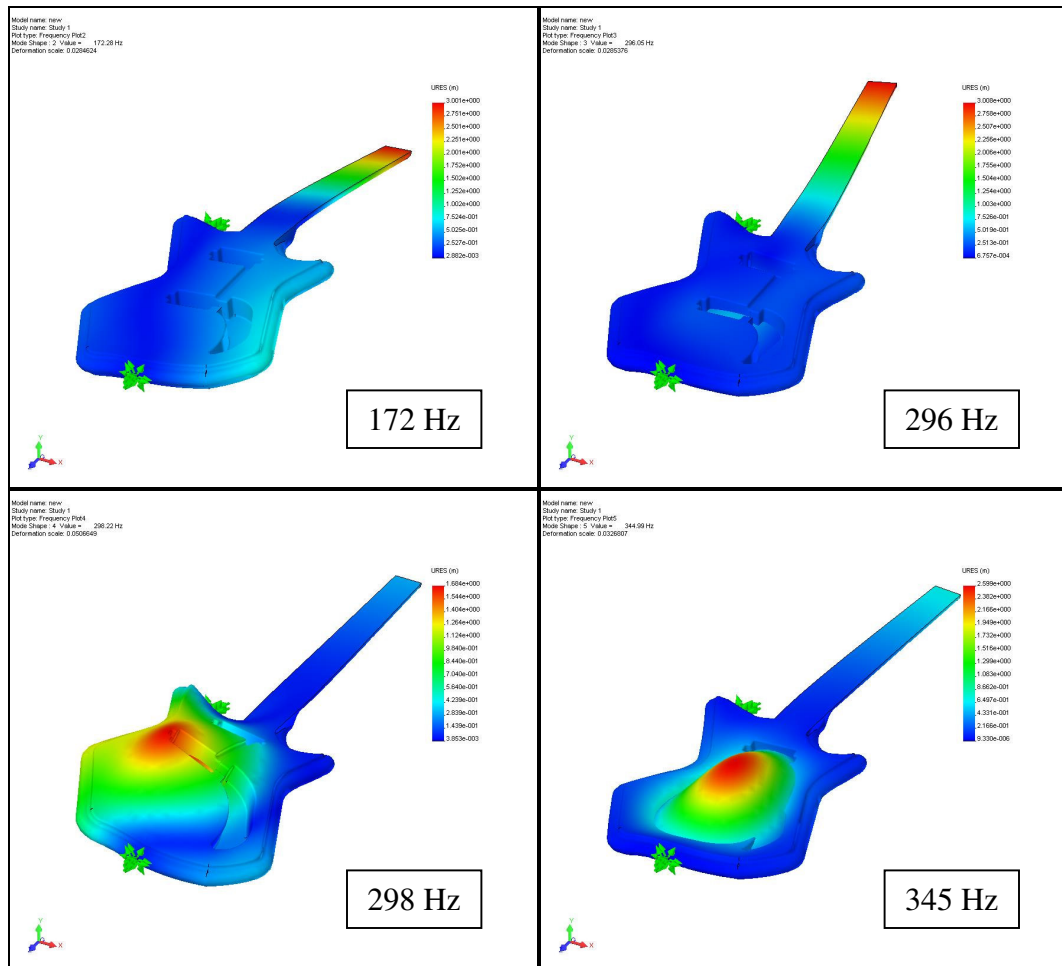 Model name: new
Study name: Study 1
Plot type: Frequency Plot2
Mode Shape : 2 Value = 172.28 Hz
Deformation scale: 0.0284624
URES (m)
3.001e+000
2.751e+000
2.501e+000
2.251e+000
2.001e+000
1.752e+000
1.502e+000
1.252e+000
1.002e+000
7.524e-001
5.025e-001
2.527e-001
2.882e-003
Y
X
172 Hz
Model name: new
Study name: Study 1
Plot type: Frequency Plot3
Mode Shape : 3 Value = 296.05 Hz
Deformation scale: 0.0285376
URES (m)
3.008e+000
2.758e+000
2.507e+000
2.256e+000
2.006e+000
1.755e+000
1.505e+000
1.254e+000
1.003e+000
7.526e-001
5.019e-001
2.513e-001
6.757e-004
Y
X
296 Hz
Model name: new
Study name: Study 1
Plot type: Frequency Plot4
Mode Shape : 4 Value = 298.22 Hz
Deformation scale: 0.0506649
URES (m)
1.684e+000
1.544e+000
1.404e+000
1.264e+000
1.124e+000
9.840e-001
8.440e-001
7.040e-001
5.640e-001
4.239e-001
2.839e-001
1.439e-001
3.853e-003
Y
X
298 Hz
Model name: new
Study name: Study 1
Plot type: Frequency Plot5
Mode Shape : 5 Value = 344.99 Hz
Deformation scale: 0.0326807
URES (m)
2.599e+000
2.382e+000
2.166e+000
1.949e+000
1.732e+000
1.516e+000
1.299e+000
1.083e+000
8.662e-001
6.497e-001
4.331e-001
2.166e-001
9.330e-006
Y
X
345 Hz